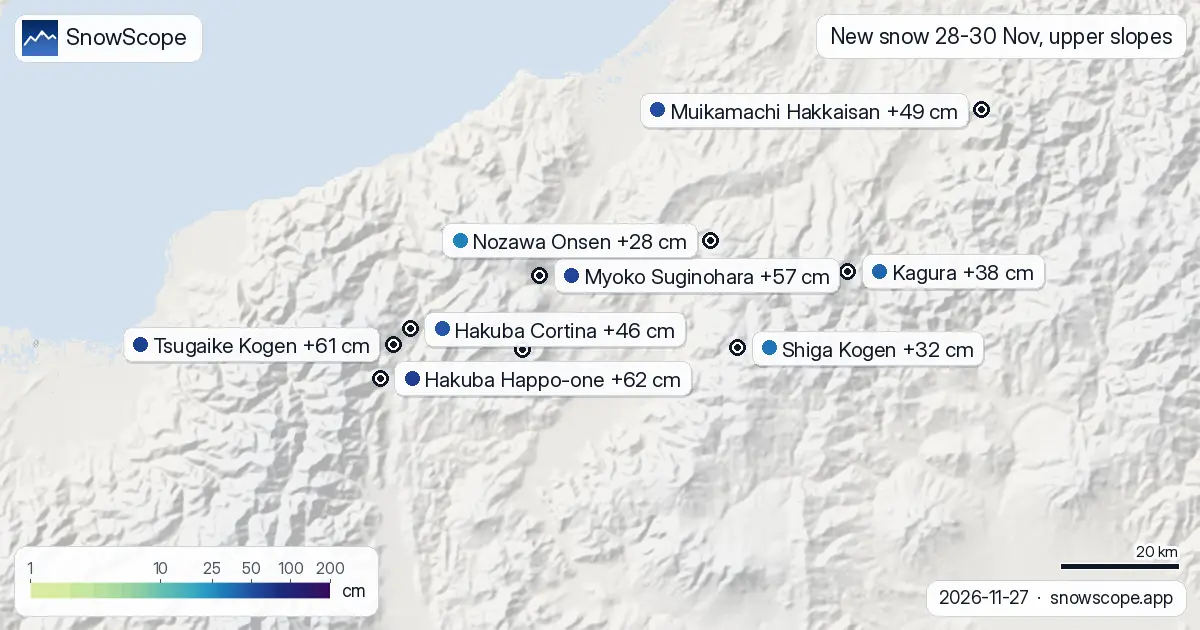 SnowScope
New snow 28-30 Nov, upper slopes
Muikamachi Hakkaisan +49 cm
Nozawa Onsen +28 cm
Myoko Suginohara +57 cm
Kagura +38 cm
Hakuba Cortina +46 cm
Tsugaike Kogen +61 cm
Shiga Kogen +32 cm
Hakuba Happo-one +62 cm
1 10 25 50 100 200
cm
20 km
2026-11-27 · snowscope.app